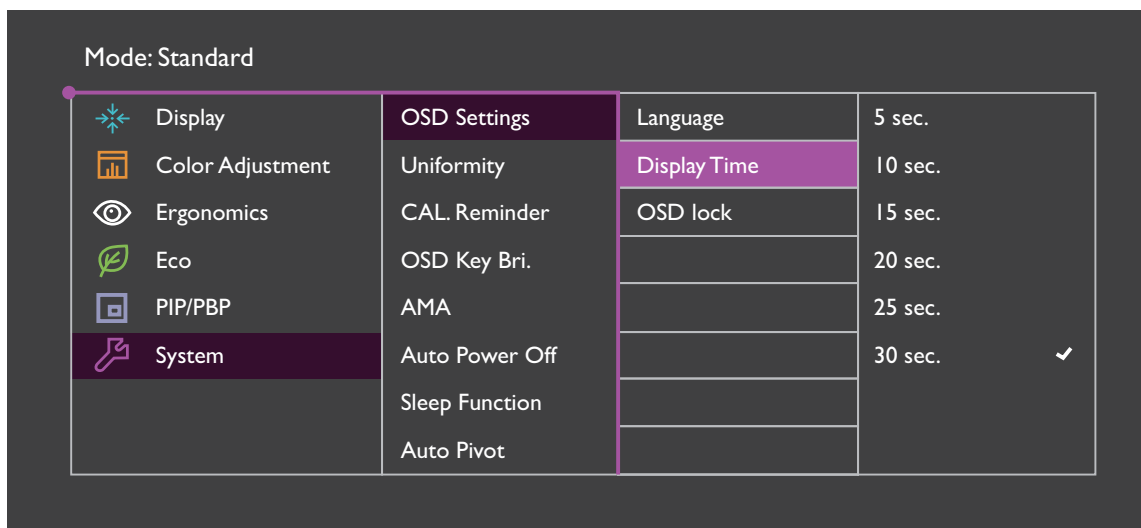 Mode: Standard
Display
Color Adjustment
Ergonomics
Eco
PIP/PBP
System
OSD Settings
Uniformity
CAL. Reminder
OSD Key Bri.
AMA
Auto Power Off
Sleep Function
Auto Pivot
Language
Display Time
OSD lock
5 sec.
10 sec.
15 sec.
20 sec.
25 sec.
30 sec.